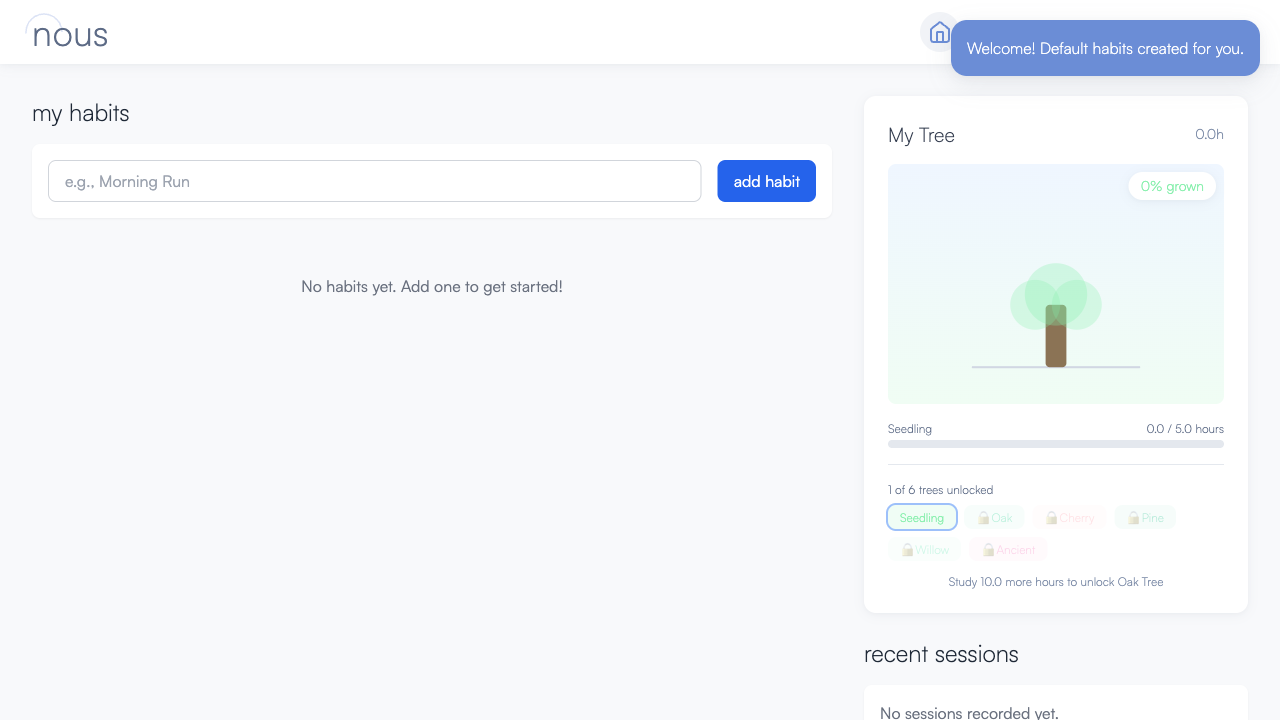 nous
Welcome! Default habits created for you.
my habits
e.g., Morning Run
add habit
No habits yet. Add one to get started!
My Tree
0.0h
0% grown
Seedling
0.0 / 5.0 hours
1 of 6 trees unlocked
Seedling
Oak
Cherry
Pine
Willow
Ancient
Study 10.0 more hours to unlock Oak Tree
recent sessions
No sessions recorded yet.